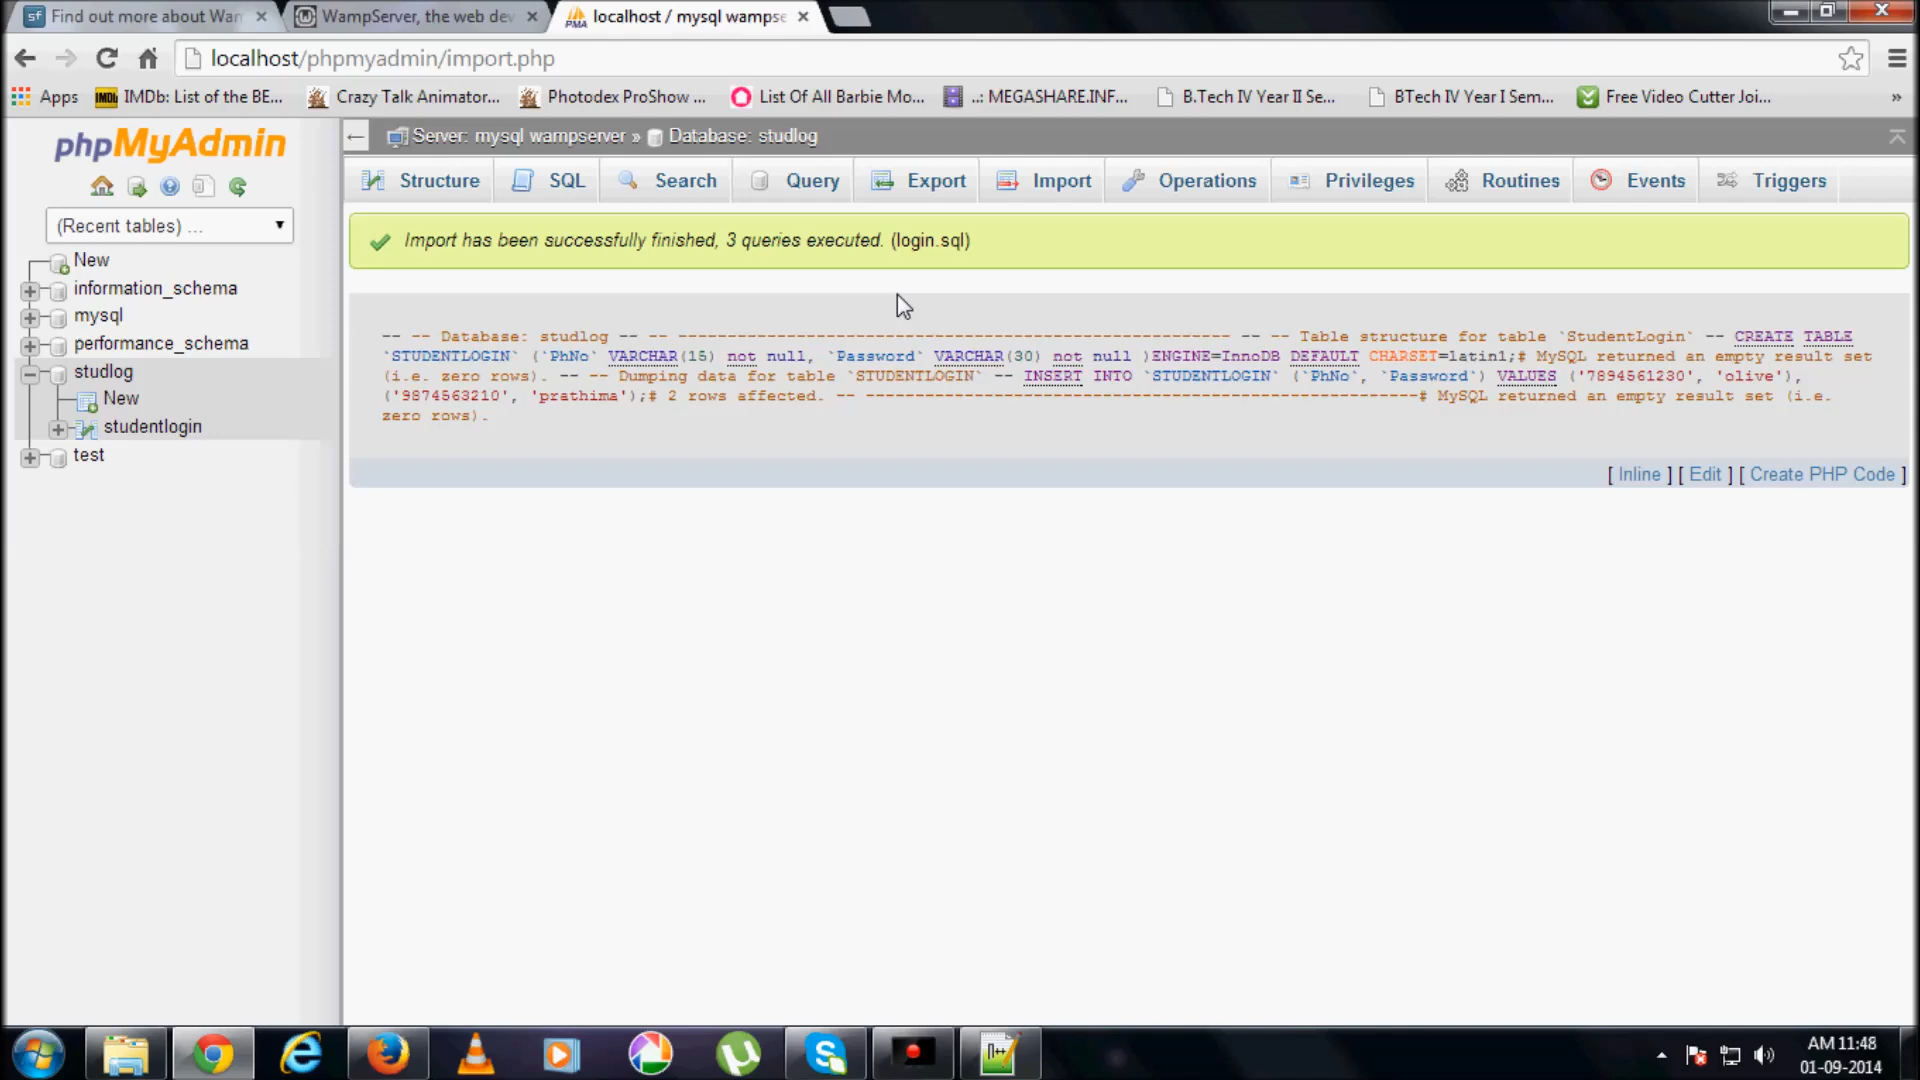 Find out more about Wam
WampServer, the web dev
localhost / mysql wampse
localhost/phpmyadmin/import.php
Apps
IMDb: List of the BE...
Crazy Talk Animator...
Photodex ProShow ...
List Of All Barbie Mo...
..: MEGASHARE.INF...
B.Tech IV Year II Se...
BTech IV Year I Sem...
Free Video Cutter Joi...
»
phpMyAdmin
(Recent tables) ...
New
information_schema
mysql
performance_schema
studlog
New
studentlogin
test
Server: mysql wampserver » Database: studlog
Structure
SQL
Search
Query
Export
Import
Operations
Privileges
Routines
Events
Triggers
Import has been successfully finished, 3 queries executed. (login.sql)
-- -- Database: studlog -- -- -------------------------------------------------------- -- -- Table structure for table `StudentLogin` -- CREATE TABLE
`STUDENTLOGIN` (`PhNo` VARCHAR(15) not null, `Password` VARCHAR(30) not null )ENGINE=InnoDB DEFAULT CHARSET=latin1;# MySQL returned an empty result set
(i.e. zero rows). -- -- Dumping data for table `STUDENTLOGIN` -- INSERT INTO `STUDENTLOGIN` (`PhNo`, `Password`) VALUES ('7894561230', 'olive'),
('9874563210', 'prathima');# 2 rows affected. -- --------------------------------------------------------# MySQL returned an empty result set (i.e.
zero rows).
[ Inline ] [ Edit ] [ Create PHP Code ]
AM 11:48
01-09-2014